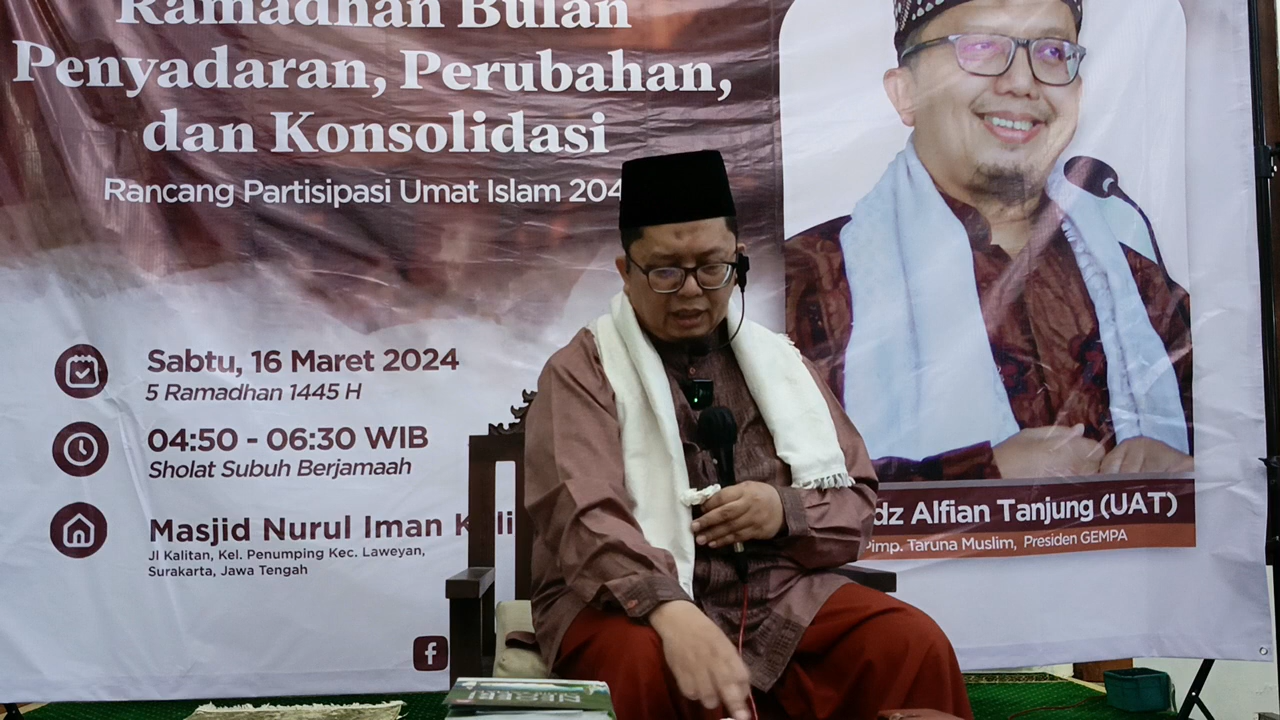 Ramadhan Bulan
Penyadaran, Perubahan,
dan Konsolidasi
Rancang Partisipasi Umat Islam 204
Sabtu, 16 Maret 2024
5 Ramadhan 1445 H
04:50 - 06:30 WIB
Sholat Subuh Berjamaah
Masjid Nurul Iman K li
Jl Kalitan, Kel. Penumping Kec. Laweyan,
Surakarta, Jawa Tengah
f
dz Alfian Tanjung (UAT)
Pimp. Taruna Muslim, Presiden GEMPA